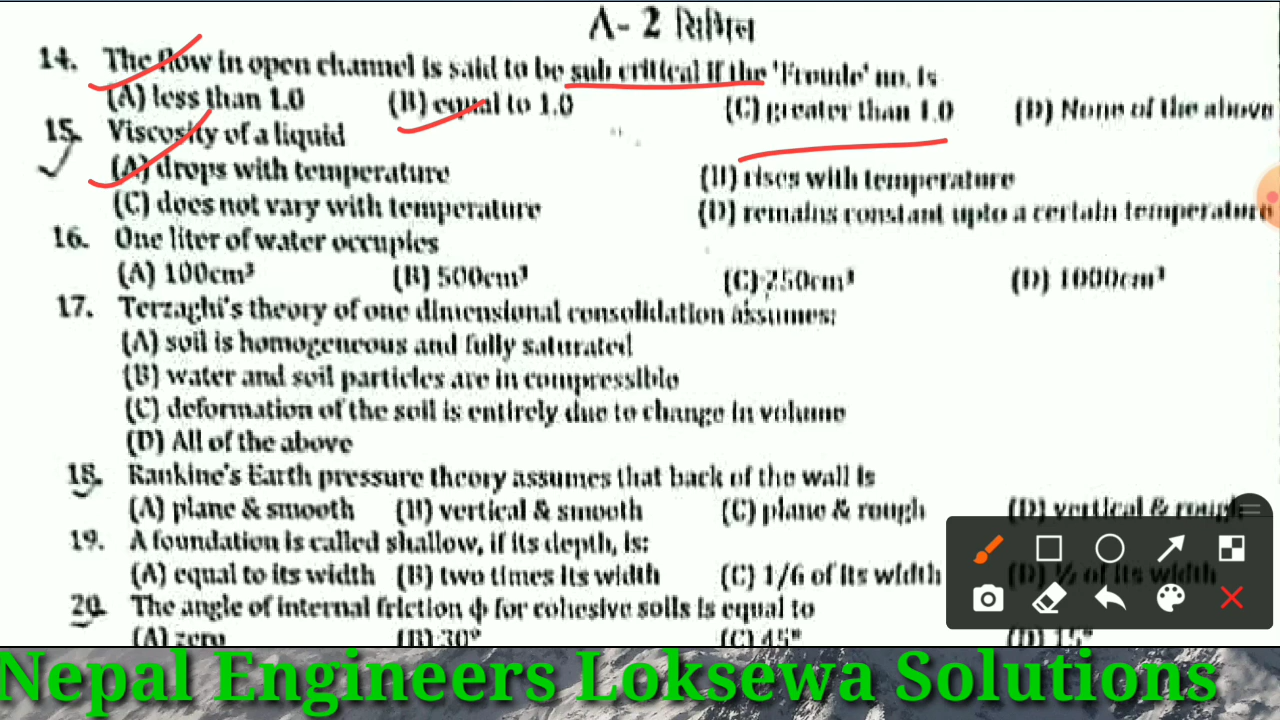 A- 2 सिभिल
14. The flow in open channel is said to be sub critical if the 'Froude' no. is
(A) less than 1.0 (B) equal to 1.0 (C) greater than 1.0 (D) None of the above
15. Viscosity of a liquid
(A) drops with temperature (B) rises with temperature
(C) does not vary with temperature (D) remains constant upto a certain temperature
16. One liter of water occupies
(A) 100cm³ (B) 500cm³ (C) 250cm³ (D) 1000cm³
17. Terzaghi's theory of one dimensional consolidation assumes:
(A) soil is homogeneous and fully saturated
(B) water and soil particles are in compressible
(C) deformation of the soil is entirely due to change in volume
(D) All of the above
18. Rankine's Earth pressure theory assumes that back of the wall is
(A) plane & smooth (B) vertical & smooth (C) plane & rough (D) vertical & rough
19. A foundation is called shallow, if its depth, is:
(A) equal to its width (B) two times its width (C) 1/6 of its width (D) ½ of its width
20. The angle of internal friction ф for cohesive soils is equal to
(A) zero (B) 30° (C) 45° (D) 15°
Nepal Engineers Loksewa Solutions